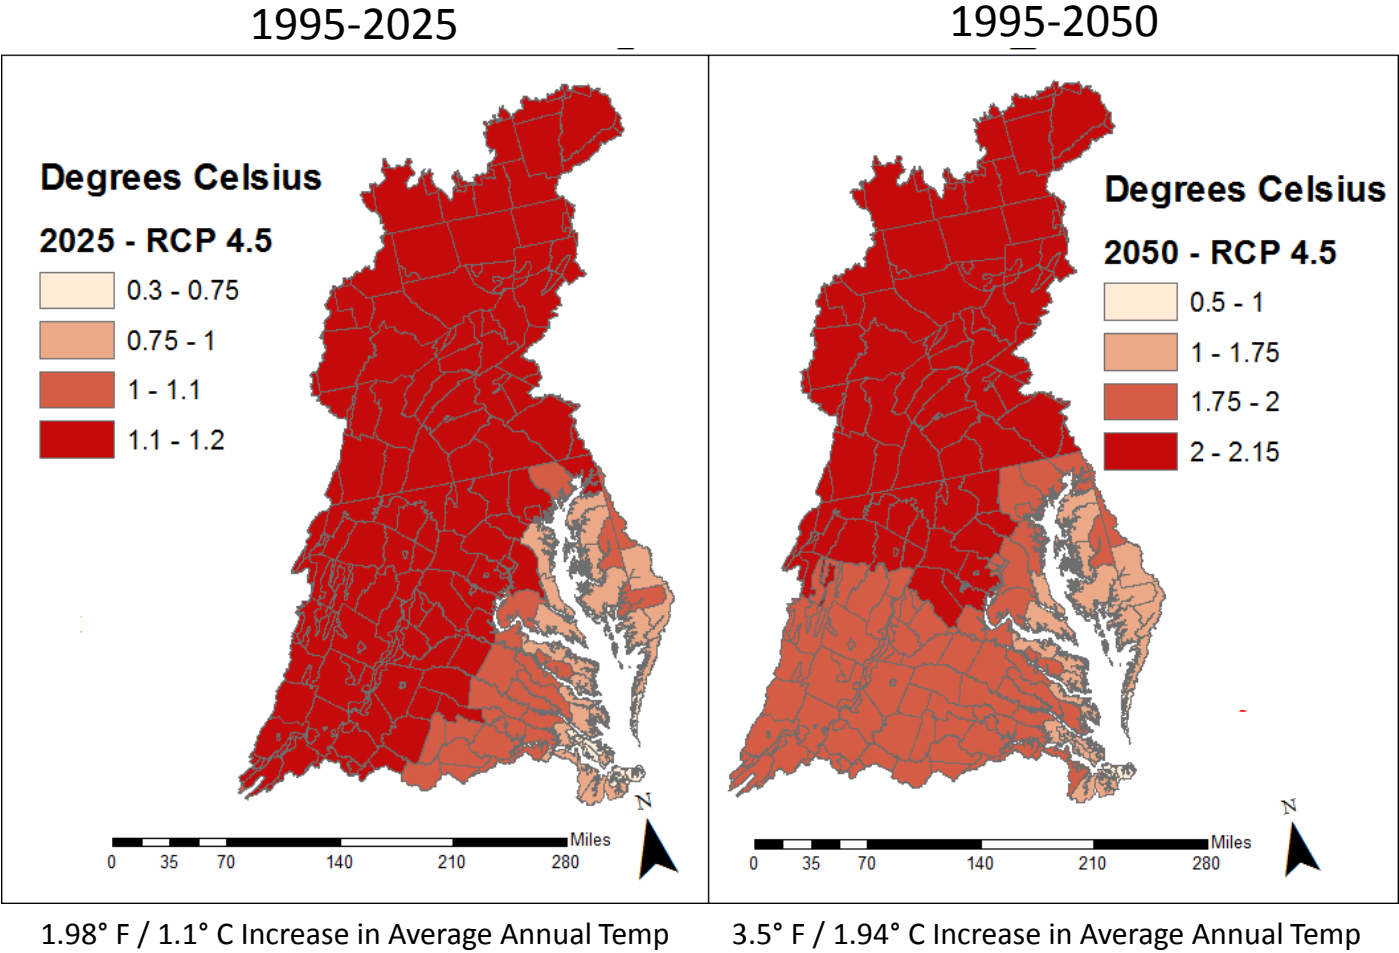 1995-2025
1995-2050
Degrees Celsius
2025 - RCP 4.5
0.3 - 0.75
0.75 - 1
1 - 1.1
1.1 - 1.2
Degrees Celsius
2050 - RCP 4.5
0.5 - 1
1 - 1.75
1.75 - 2
2 - 2.15
N
Miles
0 35 70 140 210 280
N
Miles
0 35 70 140 210 280
1.98° F / 1.1° C Increase in Average Annual Temp
3.5° F / 1.94° C Increase in Average Annual Temp